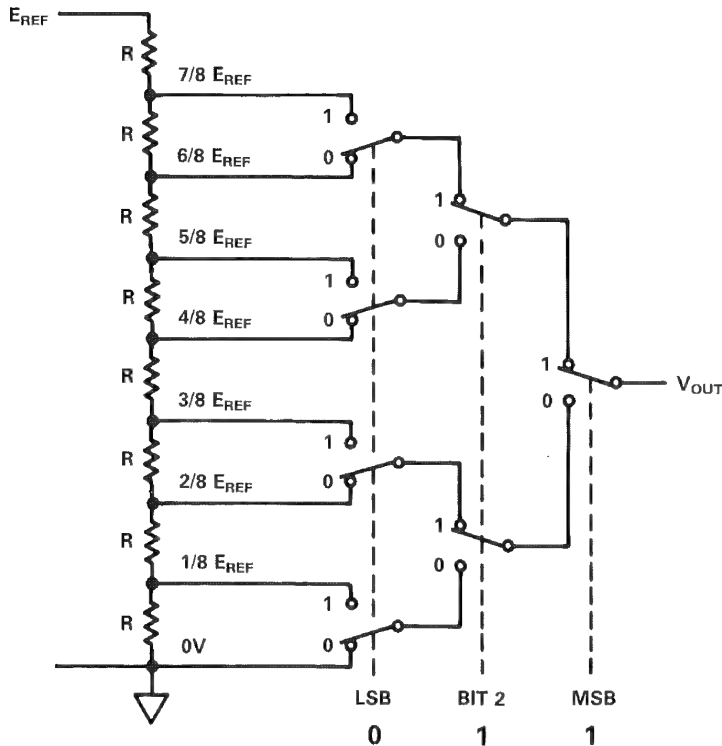 E_REF
R
7/8 E_REF
1
R
0
6/8 E_REF
1
R
0
5/8 E_REF
1
R
0
4/8 E_REF
1
R
V_OUT
0
3/8 E_REF
1
R
0
2/8 E_REF
1
R
0
1/8 E_REF
1
R
0V
0
LSB BIT 2 MSB
0 1 1